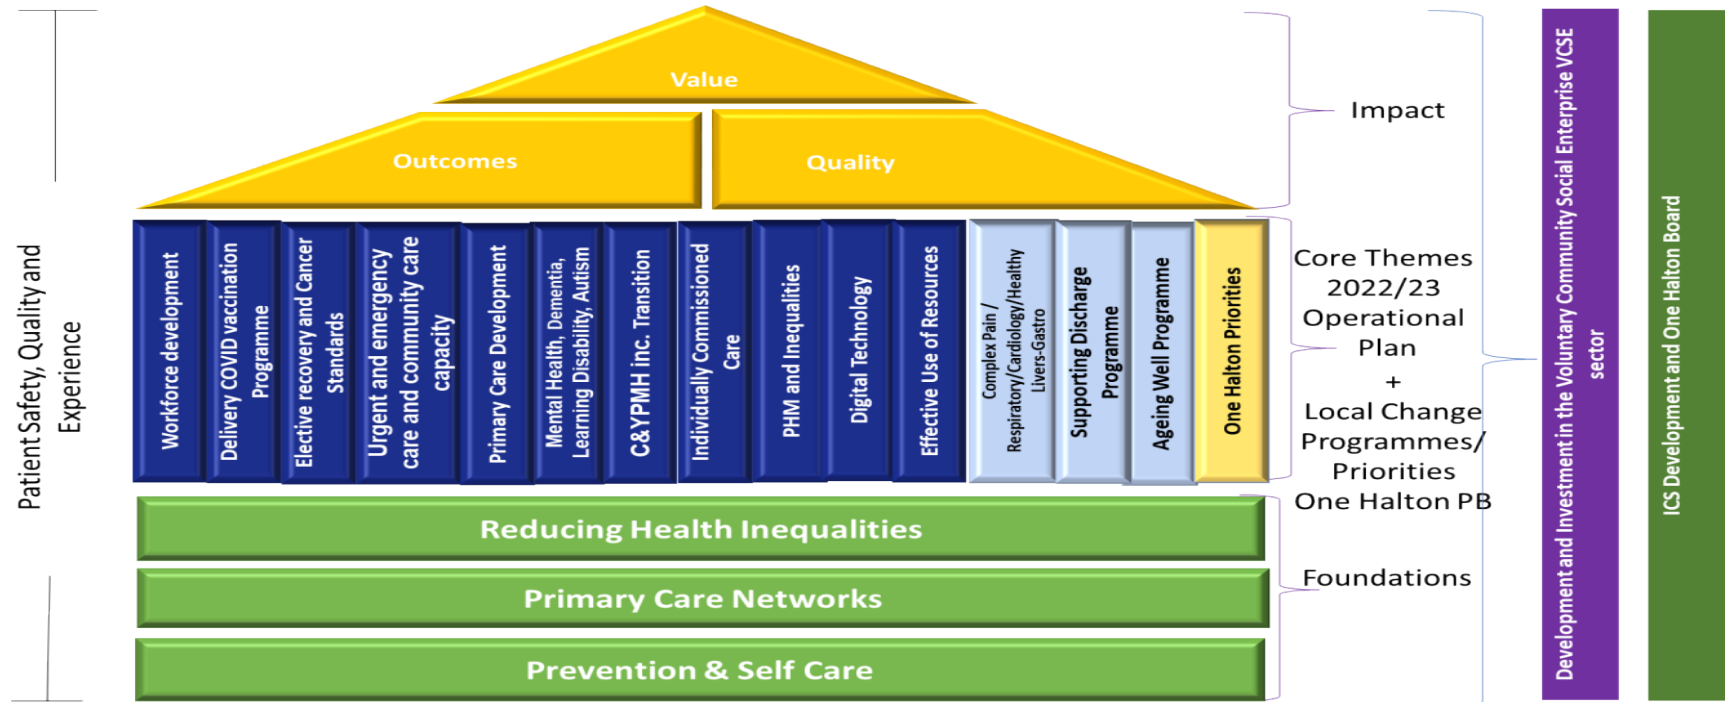 Patient Safety, Quality and
Experience
Value
Outcomes
Quality
Workforce development
Delivery COVID vaccination
Programme
Elective recovery and Cancer
Standards
Urgent and emergency
care and community care
capacity
Primary Care Development
Mental Health, Dementia,
Learning Disability, Autism
C&YPMH inc. Transition
Individually Commissioned
Care
PHM and Inequalities
Digital Technology
Effective Use of Resources
Complex Pain /
Respiratory/Cardiology/Healthy
Livers-Gastro
Supporting Discharge
Programme
Ageing Well Programme
One Halton Priorities
Reducing Health Inequalities
Primary Care Networks
Prevention & Self Care
Impact
Core Themes
2022/23
Operational
Plan
+
Local Change
Programmes/
Priorities
One Halton PB
Foundations
Development and Investment in the Voluntary Community Social Enterprise VCSE
sector
ICS Development and One Halton Board